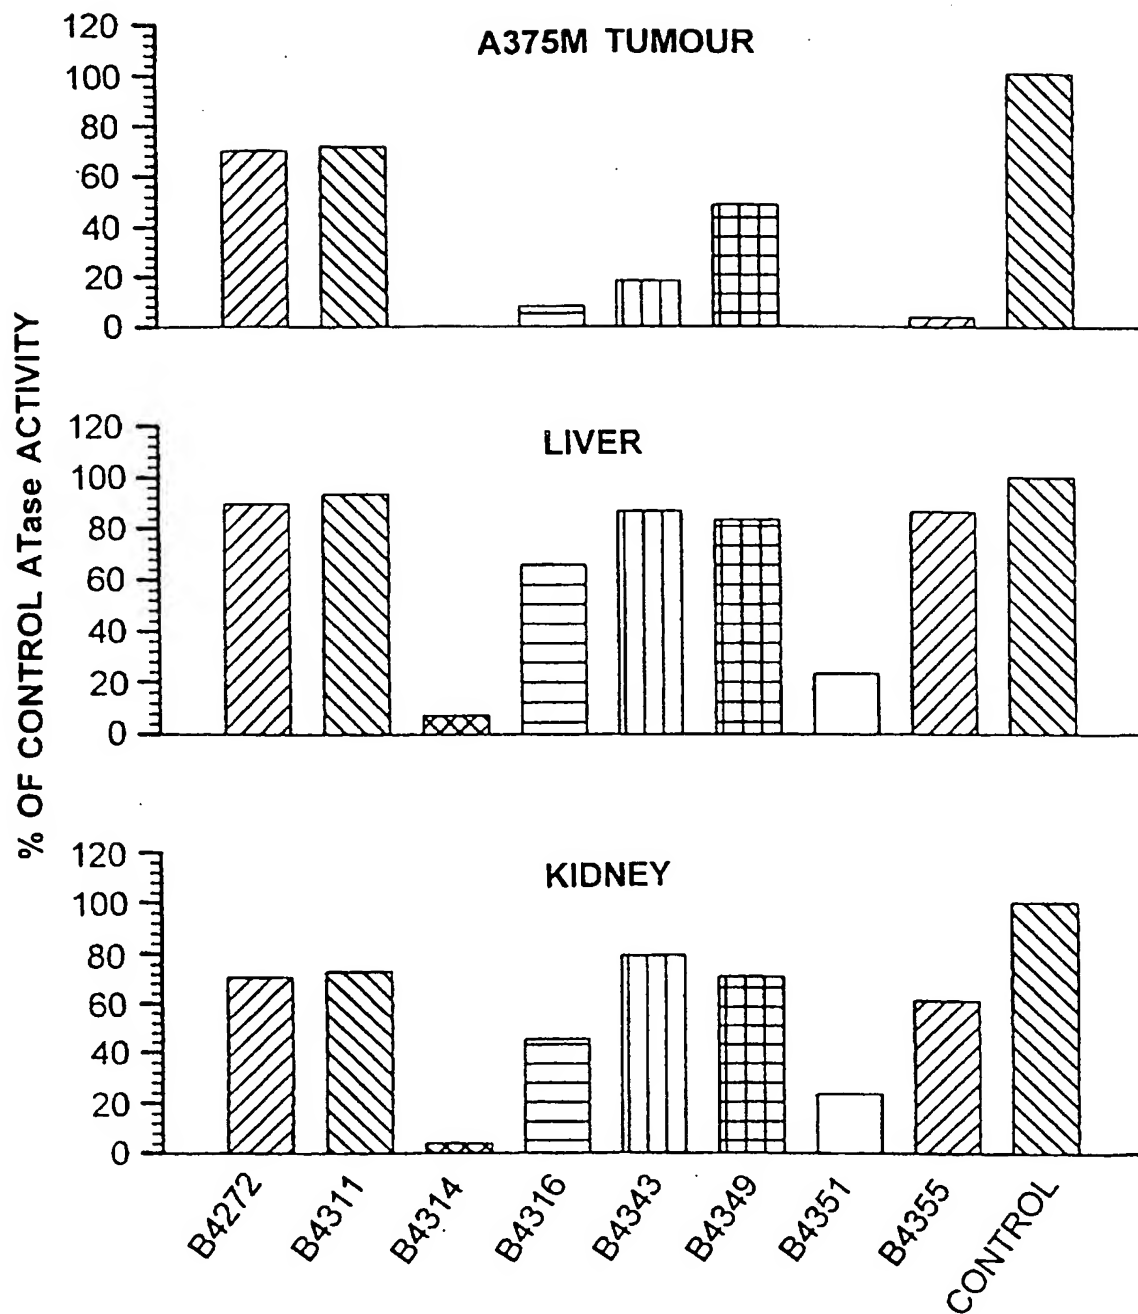 A375M TUMOUR
120
100
80
60
40
20
0
% OF CONTROL ATase ACTIVITY
LIVER
120
100
80
60
40
20
0
KIDNEY
120
100
80
60
40
20
0
B4272
B4311
B4314
B4316
B4343
B4349
B4351
B4355
CONTROL